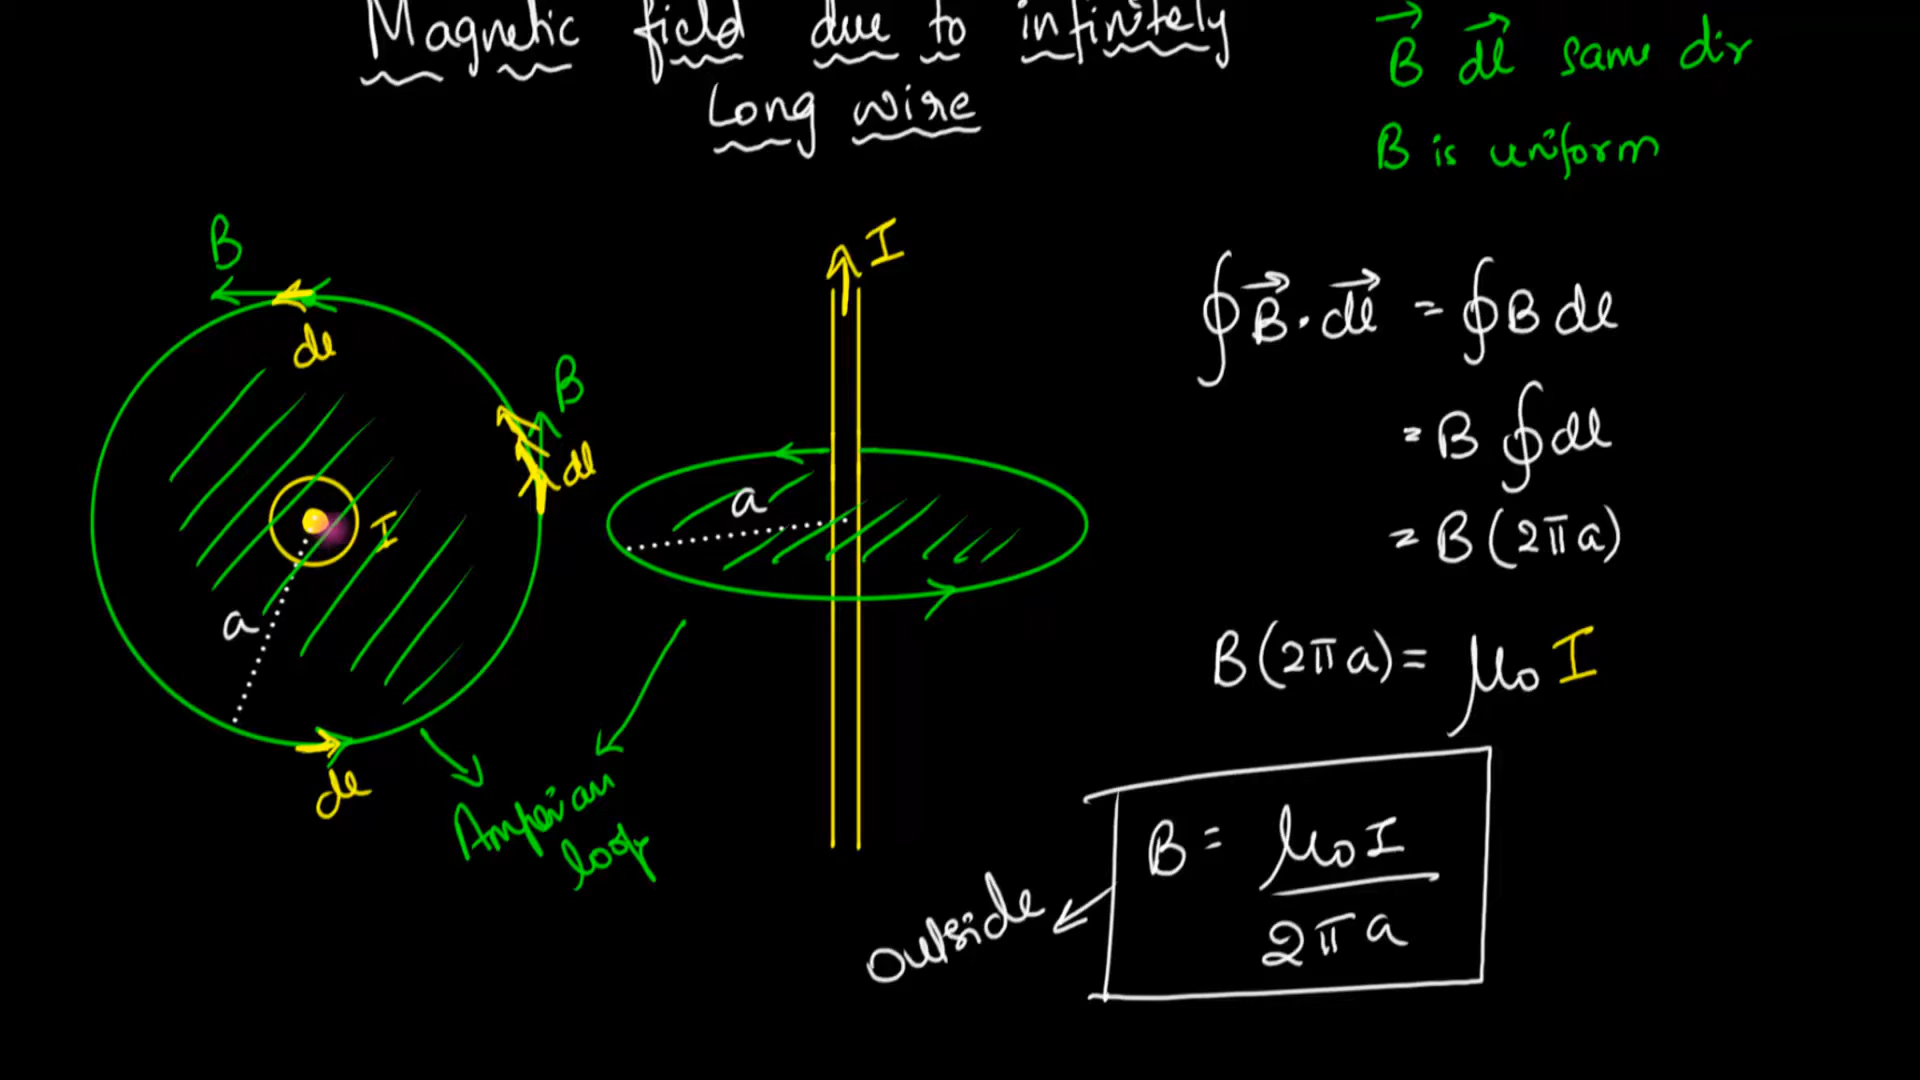 Magnetic field due to infinitely
Long wire
B⃗ dl⃗ same dir
B is uniform
B
dl
B
dl
I
a
dl
Amperian
loop
I
a
∮B⃗·dl⃗ = ∮B dl
= B ∮dl
= B(2πa)
B(2πa) = μ₀I
B = μ₀I / 2πa
outside